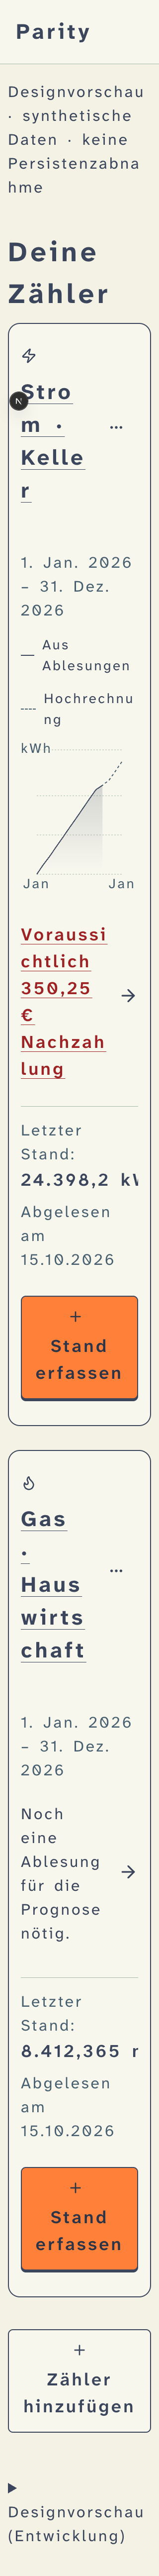 Parity
Designvorschau
· synthetische
Daten · keine
Persistenzabna
hme
Deine
Zähler
N
Stro
m ·
Kelle
r
…
1. Jan. 2026
– 31. Dez.
2026
Aus
Ablesungen
Hochrechnu
ng
kWh
Jan Jan
Voraussi
chtlich
350,25
€
Nachzah
lung
Letzter
Stand:
24.398,2
Abgelesen
am
15.10.2026
+
Stand
erfassen
Gas
·
Haus
wirts
chaft
…
1. Jan. 2026
– 31. Dez.
2026
Noch
eine
Ablesung
für die
Prognose
nötig.
Letzter
Stand:
8.412,365
Abgelesen
am
15.10.2026
+
Stand
erfassen
+
Zähler
hinzufügen
Designvorschau
(Entwicklung)